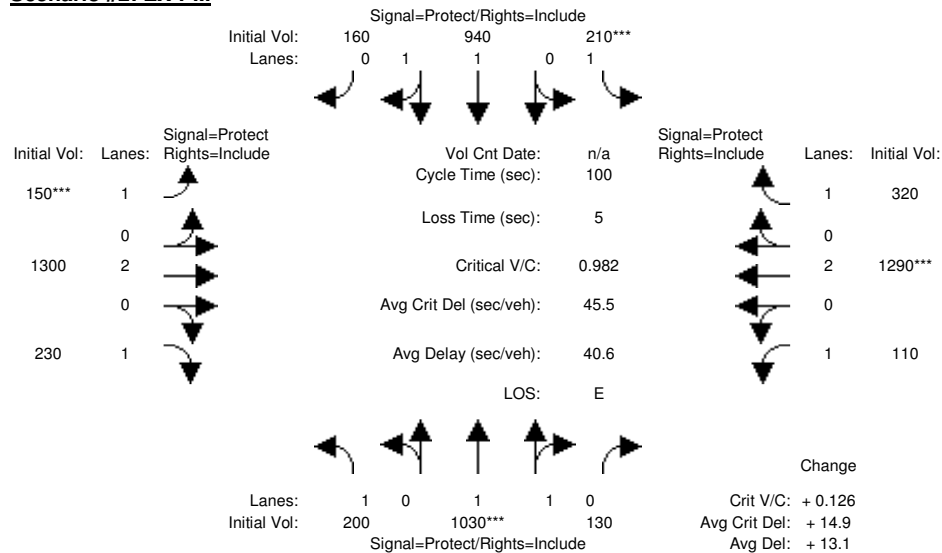 Signal=Protect/Rights=Include
Initial Vol: 160 940 210***
Lanes: 0 1 1 0 1
Signal=Protect
Rights=Include
Initial Vol: Lanes:
150*** 1
0
1300 2
0
230 1
Vol Cnt Date: n/a
Cycle Time (sec): 100
Loss Time (sec): 5
Critical V/C: 0.982
Avg Crit Del (sec/veh): 45.5
Avg Delay (sec/veh): 40.6
LOS: E
Signal=Protect
Rights=Include
Lanes: Initial Vol:
1 320
0
2 1290***
0
1 110
Lanes: 1 0 1 1 0
Initial Vol: 200 1030*** 130
Signal=Protect/Rights=Include
Change
Crit V/C: + 0.126
Avg Crit Del: + 14.9
Avg Del: + 13.1